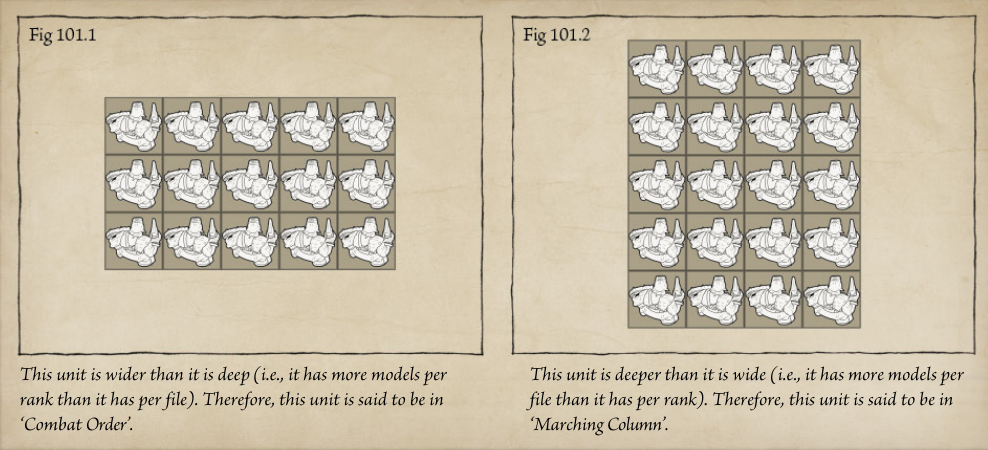 Fig 101.1
This unit is wider than it is deep (i.e., it has more models per
rank than it has per file). Therefore, this unit is said to be in
‘Combat Order’.
Fig 101.2
This unit is deeper than it is wide (i.e., it has more models per
file than it has per rank). Therefore, this unit is said to be in
‘Marching Column’.